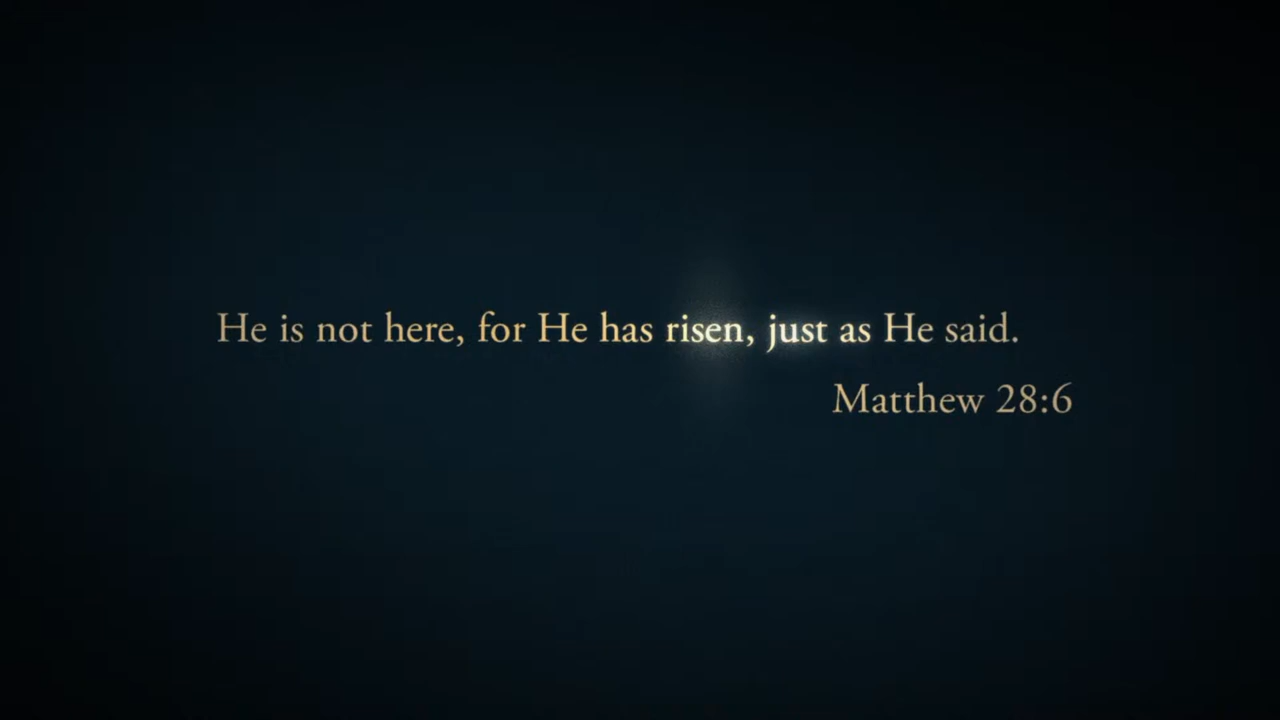 He is not here, for He has risen, just as He said.
Matthew 28:6